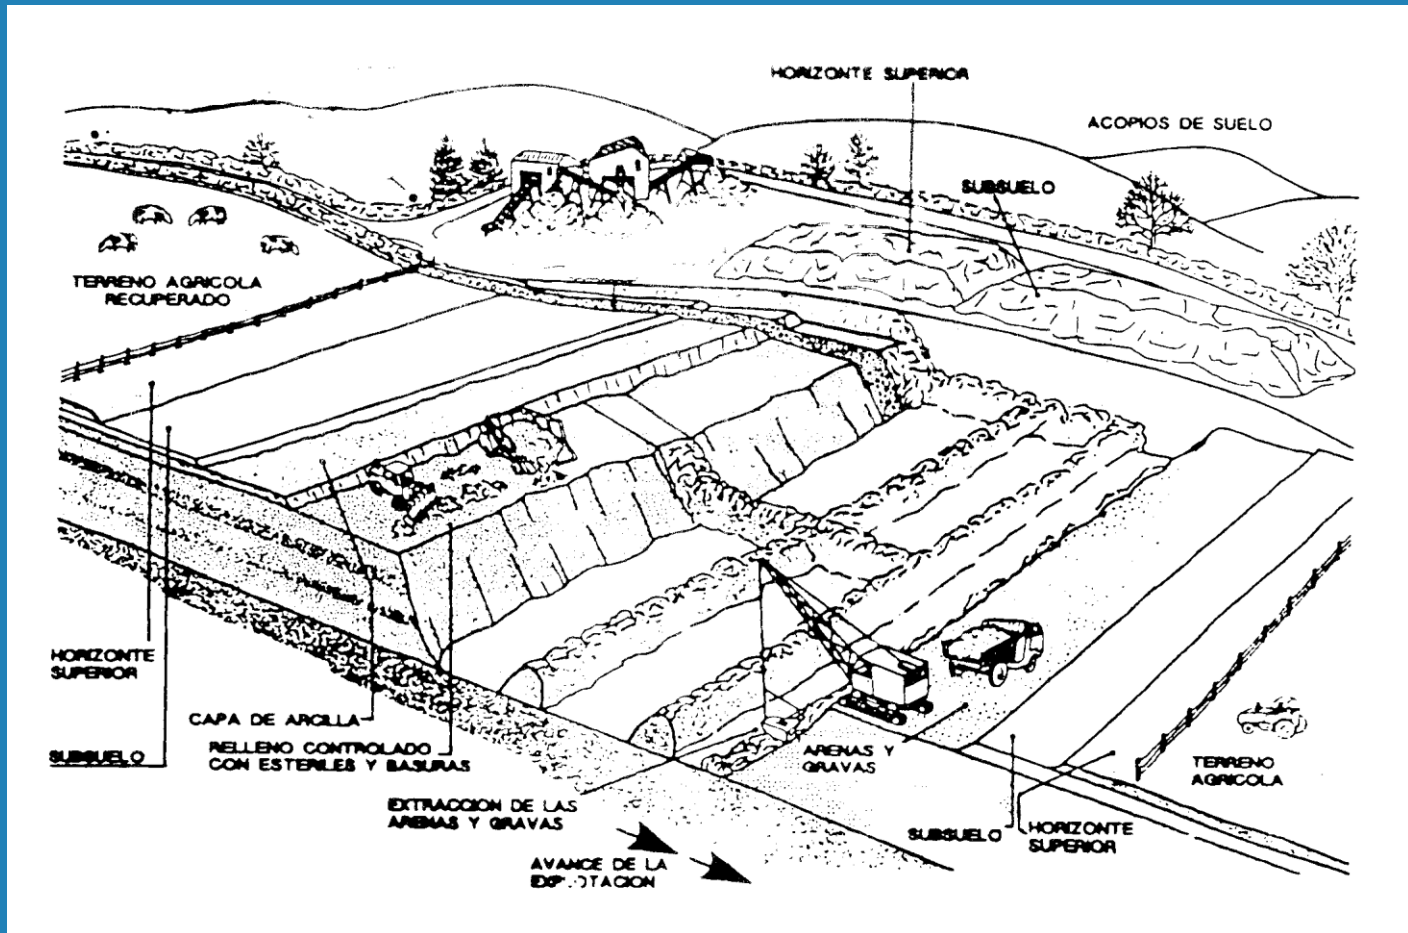 HORIZONTE SUPERIOR
ACOPIOS DE SUELO
SUBSUELO
TERRENO AGRICOLA
RECUPERADO
HORIZONTE
SUPERIOR
SUBSUELO
CAPA DE ARCILLA
RELLENO CONTROLADO
CON ESTERILES Y BASURAS
EXTRACCION DE LAS
ARENAS Y GRAVAS
AVANCE DE LA
ARENAS Y
GRAVAS
SUBSUELO
HORIZONTE
SUPERIOR
TERRENO
AGRICOLA